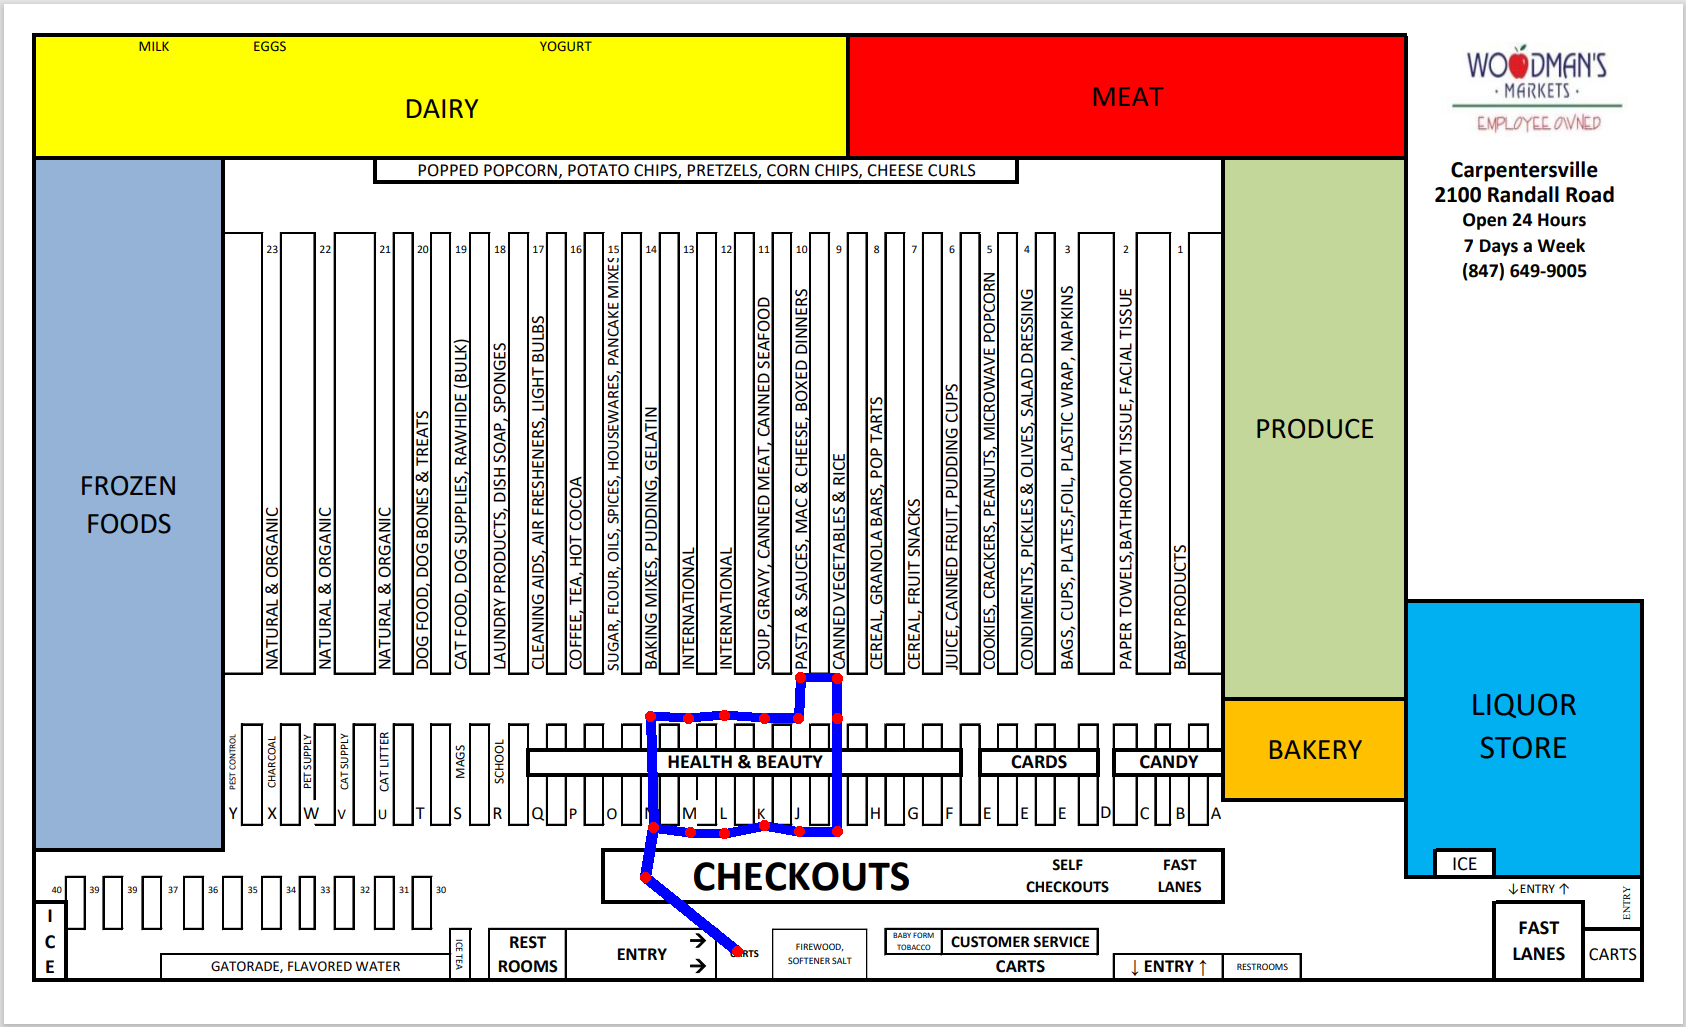 MILK
EGGS
YOGURT
DAIRY
MEAT
WOODMAN'S
· MARKETS ·
EMPLOYEE OWNED
Carpentersville
2100 Randall Road
Open 24 Hours
7 Days a Week
(847) 649-9005
POPPED POPCORN, POTATO CHIPS, PRETZELS, CORN CHIPS, CHEESE CURLS
FROZEN
FOODS
23
NATURAL & ORGANIC
22
NATURAL & ORGANIC
21
NATURAL & ORGANIC
20
DOG FOOD, DOG BONES & TREATS
19
CAT FOOD, DOG SUPPLIES, RAWHIDE (BULK)
18
LAUNDRY PRODUCTS, DISH SOAP, SPONGES
17
CLEANING AIDS, AIR FRESHENERS, LIGHT BULBS
16
COFFEE, TEA, HOT COCOA
15
SUGAR, FLOUR, OILS, SPICES, HOUSEWARES, PANCAKE MIXES
14
BAKING MIXES, PUDDING, GELATIN
13
INTERNATIONAL
12
INTERNATIONAL
11
SOUP, GRAVY, CANNED MEAT, CANNED SEAFOOD
10
PASTA & SAUCES, MAC & CHEESE, BOXED DINNERS
9
CANNED VEGETABLES & RICE
8
CEREAL, GRANOLA BARS, POP TARTS
7
CEREAL, FRUIT SNACKS
6
JUICE, CANNED FRUIT, PUDDING CUPS
5
COOKIES, CRACKERS, PEANUTS, MICROWAVE POPCORN
4
CONDIMENTS, PICKLES & OLIVES, SALAD DRESSING
3
BAGS, CUPS, PLATES,FOIL, PLASTIC WRAP, NAPKINS
2
PAPER TOWELS,BATHROOM TISSUE, FACIAL TISSUE
1
BABY PRODUCTS
PRODUCE
BAKERY
LIQUOR
STORE
PEST CONTROL
CHARCOAL
PET SUPPLY
CAT SUPPLY
CAT LITTER
MAGS
SCHOOL
HEALTH & BEAUTY
CARDS
CANDY
Y X W V U T S R Q P O M L K J H G F E E E D C B A
CHECKOUTS
SELF
CHECKOUTS
FAST
LANES
ICE
↓ENTRY↑
ENTRY
40 39 39 37 36 35 34 33 32 31 30
ICE
GATORADE, FLAVORED WATER
ICE TEA
REST
ROOMS
ENTRY
→
→
CARTS
FIREWOOD,
SOFTENER SALT
BABY FORM
TOBACCO
CUSTOMER SERVICE
CARTS
↓ENTRY↑
RESTROOMS
FAST
LANES
CARTS